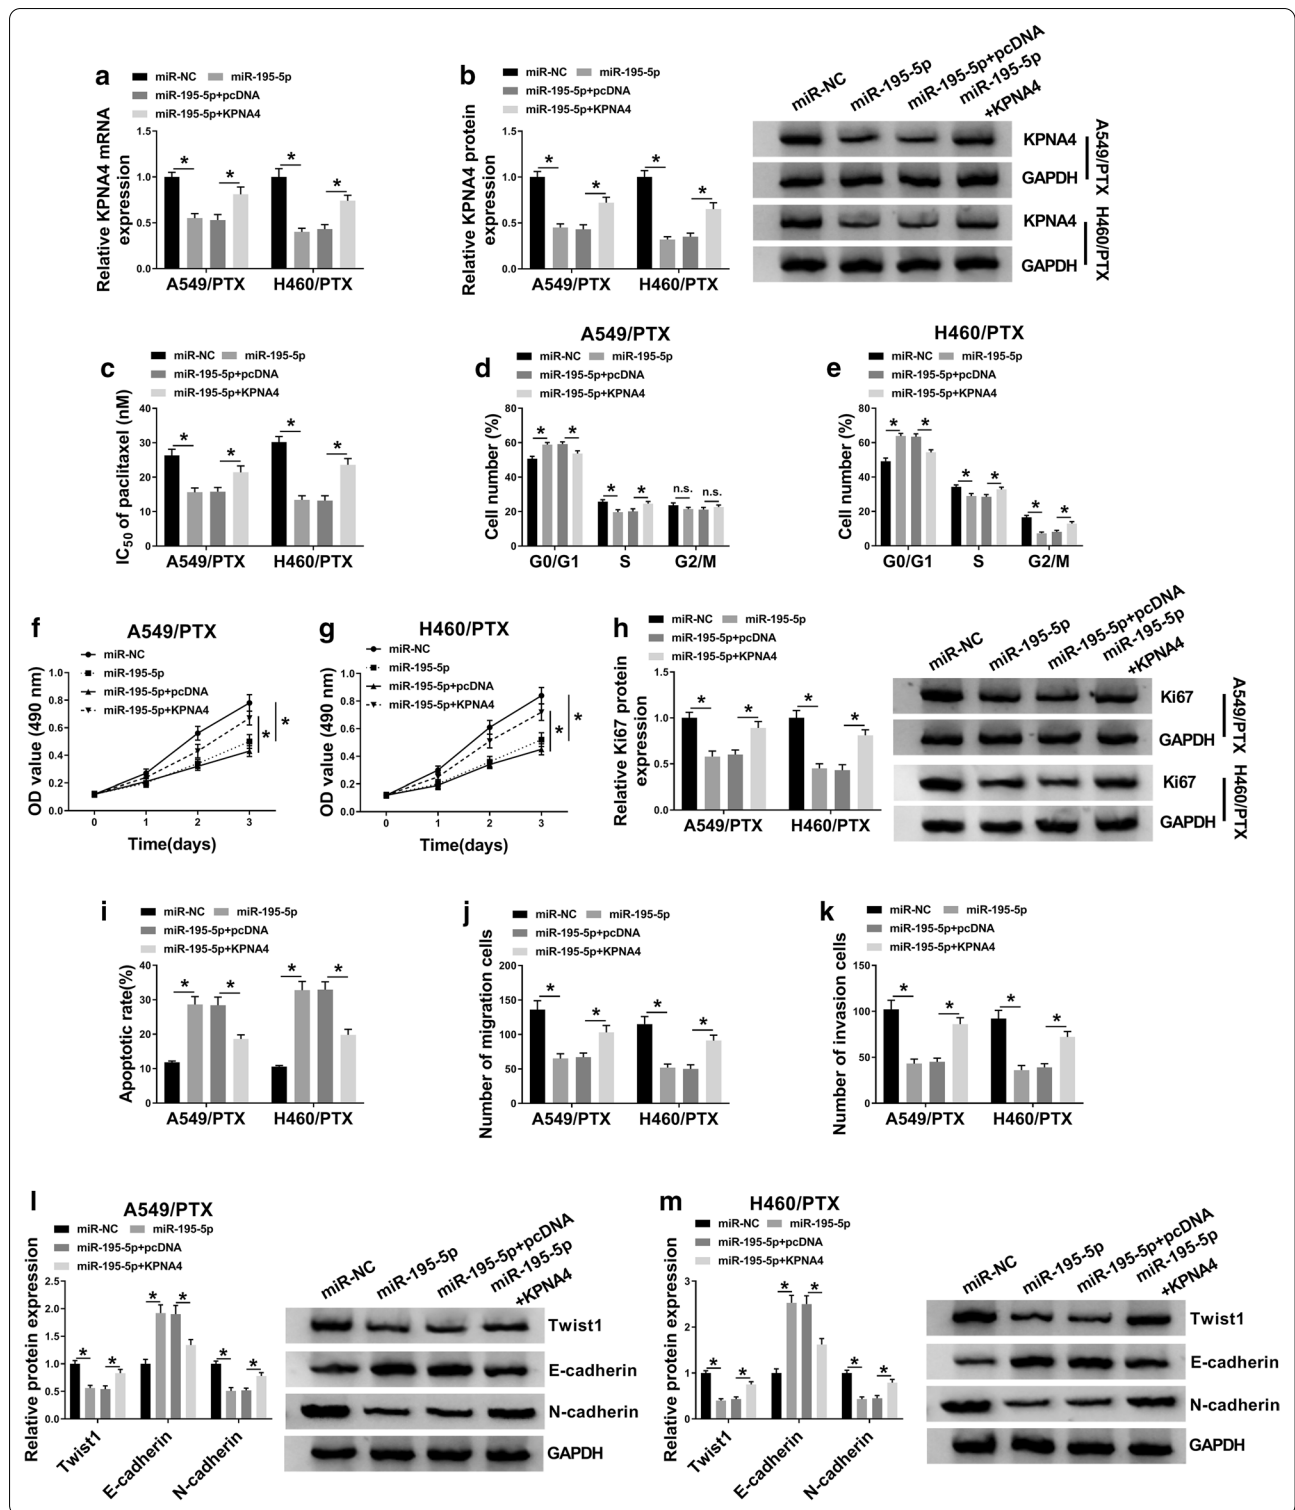 a
miR-NC miR-195-5p
miR-195-5p+pcDNA
miR-195-5p+KPNA4
Relative KPNA4 mRNA
expression
1.5
1.0
0.5
0.0
* * * *
A549/PTX H460/PTX
b
miR-NC miR-195-5p
miR-195-5p+pcDNA
miR-195-5p+KPNA4
Relative KPNA4 protein
expression
1.5
1.0
0.5
0.0
* * * *
A549/PTX H460/PTX
miR-NC
miR-195-5p
miR-195-5p+pcDNA
miR-195-5p
+KPNA4
KPNA4
GAPDH
A549/PTX
KPNA4
GAPDH
H460/PTX
c
miR-NC miR-195-5p
miR-195-5p+pcDNA
miR-195-5p+KPNA4
IC50 of paclitaxel (nM)
40
30
20
10
0
* * * *
A549/PTX H460/PTX
A549/PTX
d
miR-NC miR-195-5p
miR-195-5p+pcDNA
miR-195-5p+KPNA4
Cell number (%)
80
60
40
20
0
* * * * n.s. n.s.
G0/G1 S G2/M
H460/PTX
e
miR-NC miR-195-5p
miR-195-5p+pcDNA
miR-195-5p+KPNA4
Cell number (%)
80
60
40
20
0
* * * * * *
G0/G1 S G2/M
f
A549/PTX
miR-NC
miR-195-5p
miR-195-5p+pcDNA
miR-195-5p+KPNA4
OD value (490 nm)
1.0
0.8
0.6
0.4
0.2
0.0
* *
0 1 2 3
Time(days)
g
H460/PTX
miR-NC
miR-195-5p
miR-195-5p+pcDNA
miR-195-5p+KPNA4
OD value (490 nm)
1.0
0.8
0.6
0.4
0.2
0.0
* *
0 1 2 3
Time(days)
h
miR-NC miR-195-5p
miR-195-5p+pcDNA
miR-195-5p+KPNA4
Relative Ki67 protein
expression
1.5
1.0
0.5
0.0
* * * *
A549/PTX H460/PTX
miR-NC
miR-195-5p
miR-195-5p+pcDNA
miR-195-5p
+KPNA4
Ki67
GAPDH
A549/PTX
Ki67
GAPDH
H460/PTX
i
miR-NC miR-195-5p
miR-195-5p+pcDNA
miR-195-5p+KPNA4
Apoptotic rate(%)
40
30
20
10
0
* * * *
A549/PTX H460/PTX
j
miR-NC miR-195-5p
miR-195-5p+pcDNA
miR-195-5p+KPNA4
Number of migration cells
200
150
100
50
0
* * * *
A549/PTX H460/PTX
k
miR-NC miR-195-5p
miR-195-5p+pcDNA
miR-195-5p+KPNA4
Number of invasion cells
150
100
50
0
* * * *
A549/PTX H460/PTX
l
A549/PTX
miR-NC miR-195-5p
miR-195-5p+pcDNA
miR-195-5p+KPNA4
Relative protein expression
2.5
2.0
1.5
1.0
0.5
0.0
* * * * * *
Twist1
E-cadherin
N-cadherin
miR-NC
miR-195-5p
miR-195-5p+pcDNA
miR-195-5p
+KPNA4
Twist1
E-cadherin
N-cadherin
GAPDH
m
H460/PTX
miR-NC miR-195-5p
miR-195-5p+pcDNA
miR-195-5p+KPNA4
Relative protein expression
3
2
1
0
* * * * * *
Twist1
E-cadherin
N-cadherin
miR-NC
miR-195-5p
miR-195-5p+pcDNA
miR-195-5p
+KPNA4
Twist1
E-cadherin
N-cadherin
GAPDH